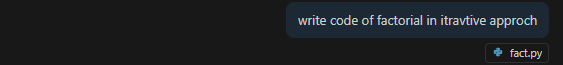 write code of factorial in itravtive approch
fact.py